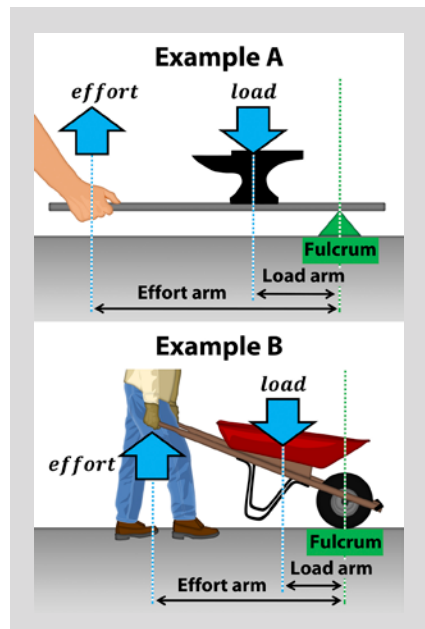 Example A
effort
load
Fulcrum
Load arm
Effort arm
Example B
load
effort
Fulcrum
Load arm
Effort arm